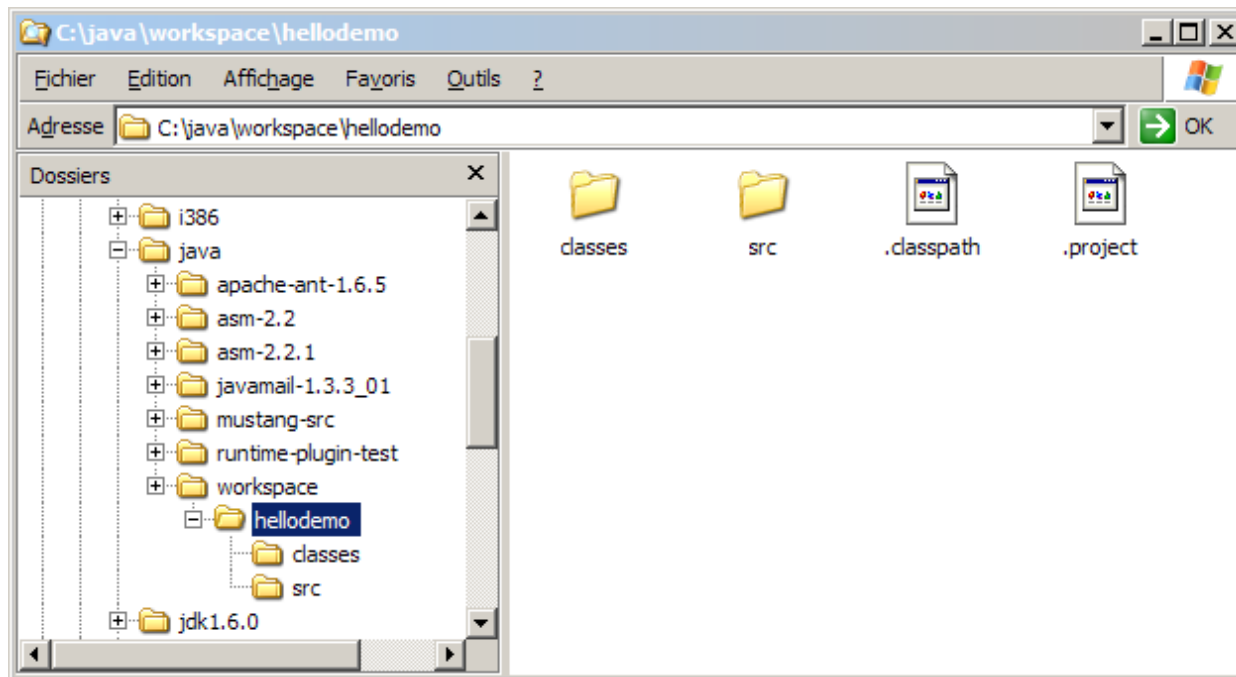 C:\java\workspace\hellodemo
Fichier Edition Affichage Favoris Outils ?
Adresse C:\java\workspace\hellodemo OK
Dossiers
i386
java
apache-ant-1.6.5
asm-2.2
asm-2.2.1
javamail-1.3.3_01
mustang-src
runtime-plugin-test
workspace
hellodemo
classes
src
jdk1.6.0
classes src .classpath .project